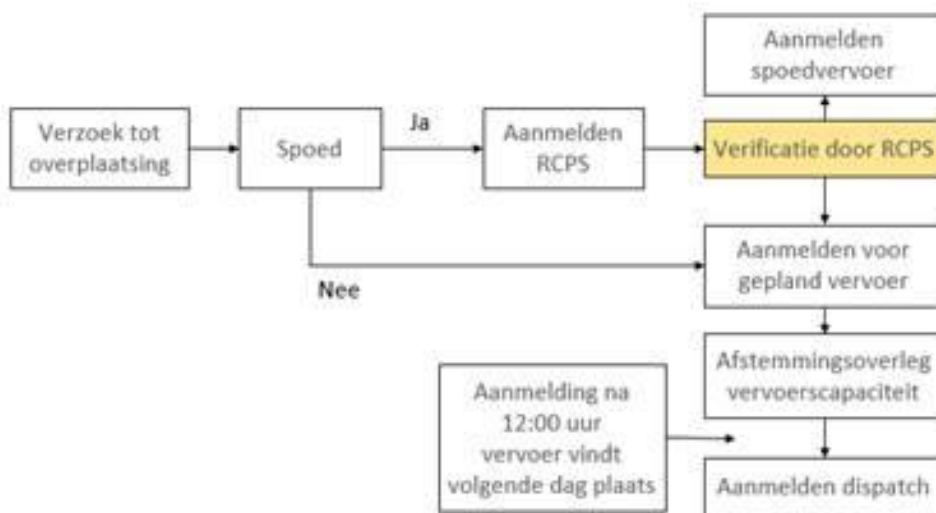 Aanmelden
spoedvervoer
Verzoek tot
overplaatsing
Spoed
Ja
Aanmelden
RCPS
Verificatie door RCPS
Nee
Aanmelden voor
gepland vervoer
Afstemmingsoverleg
vervoerscapaciteit
Aanmelding na
12:00 uur
vervoer vindt
volgende dag plaats
Aanmelden dispatch